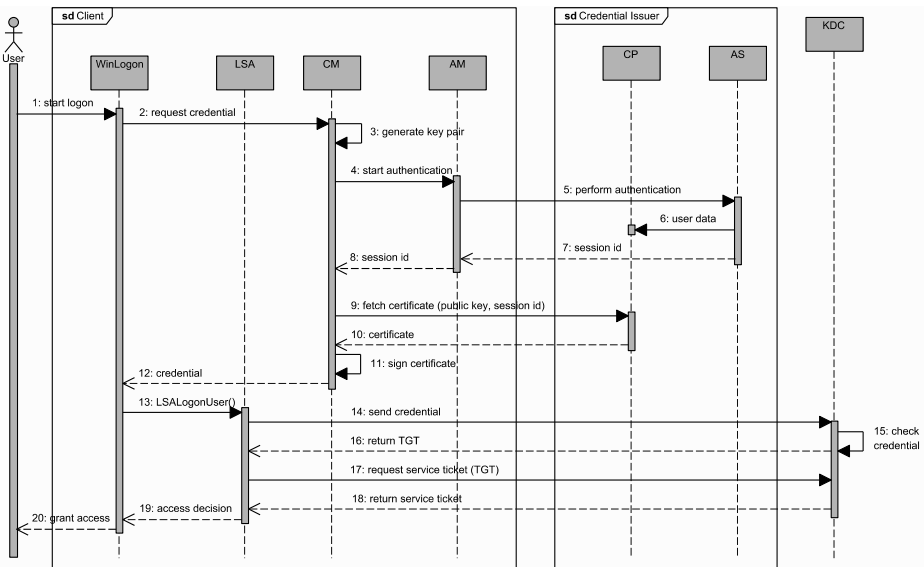 sd Client
sd Credential Issuer
KDC
User
WinLogon
LSA
CM
AM
CP
AS
1: start logon
2: request credential
3: generate key pair
4: start authentication
5: perform authentication
6: user data
7: session id
8: session id
9: fetch certificate (public key, session id)
10: certificate
11: sign certificate
12: credential
13: LSALogonUser()
14: send credential
15: check
credential
16: return TGT
17: request service ticket (TGT)
18: return service ticket
19: access decision
20: grant access